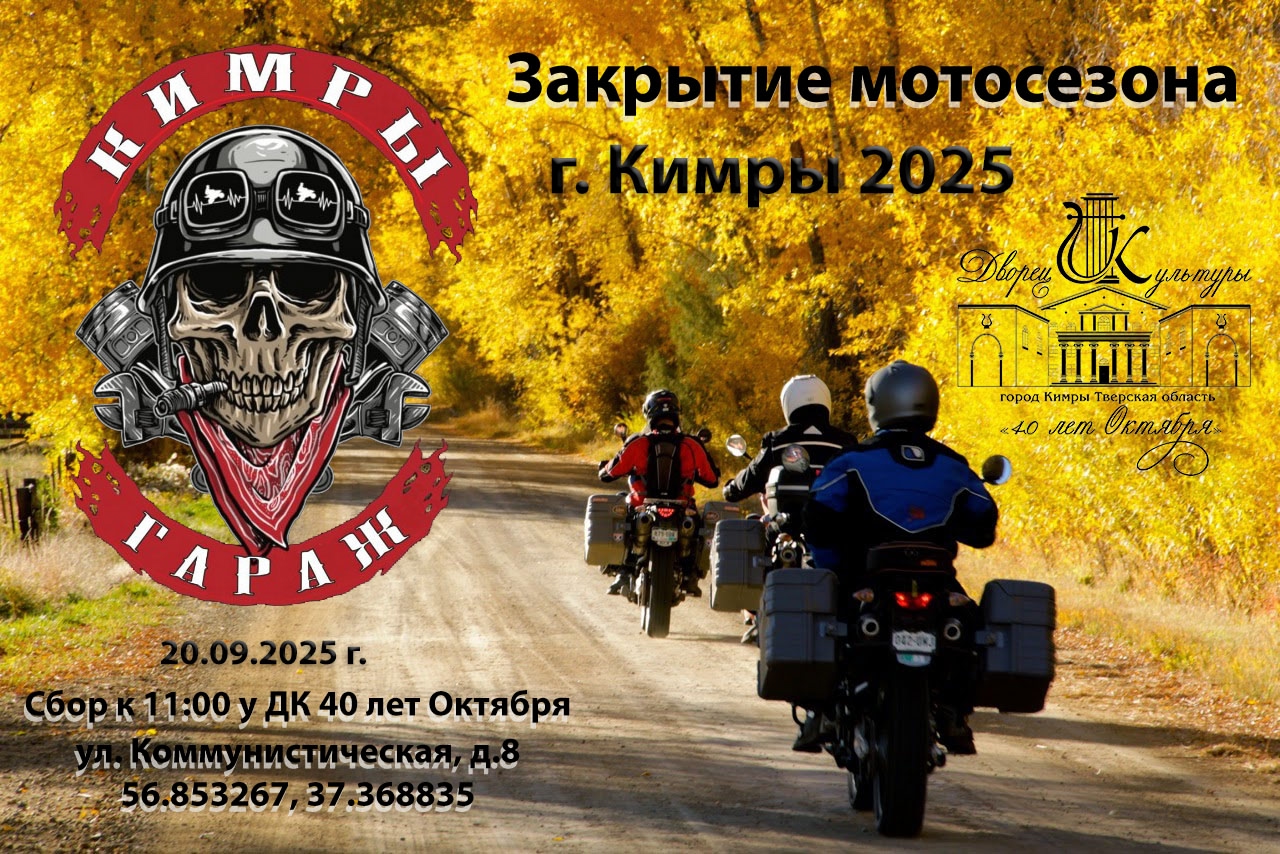 КИМРЫ
ГАРАЖ
Закрытие мотосезона
г. Кимры 2025
Дворец Культуры
город Кимры Тверская область
«40 лет Октября»
20.09.2025 г.
Сбор к 11:00 у ДК 40 лет Октября
ул. Коммунистическая, д.8
56.853267, 37.368835